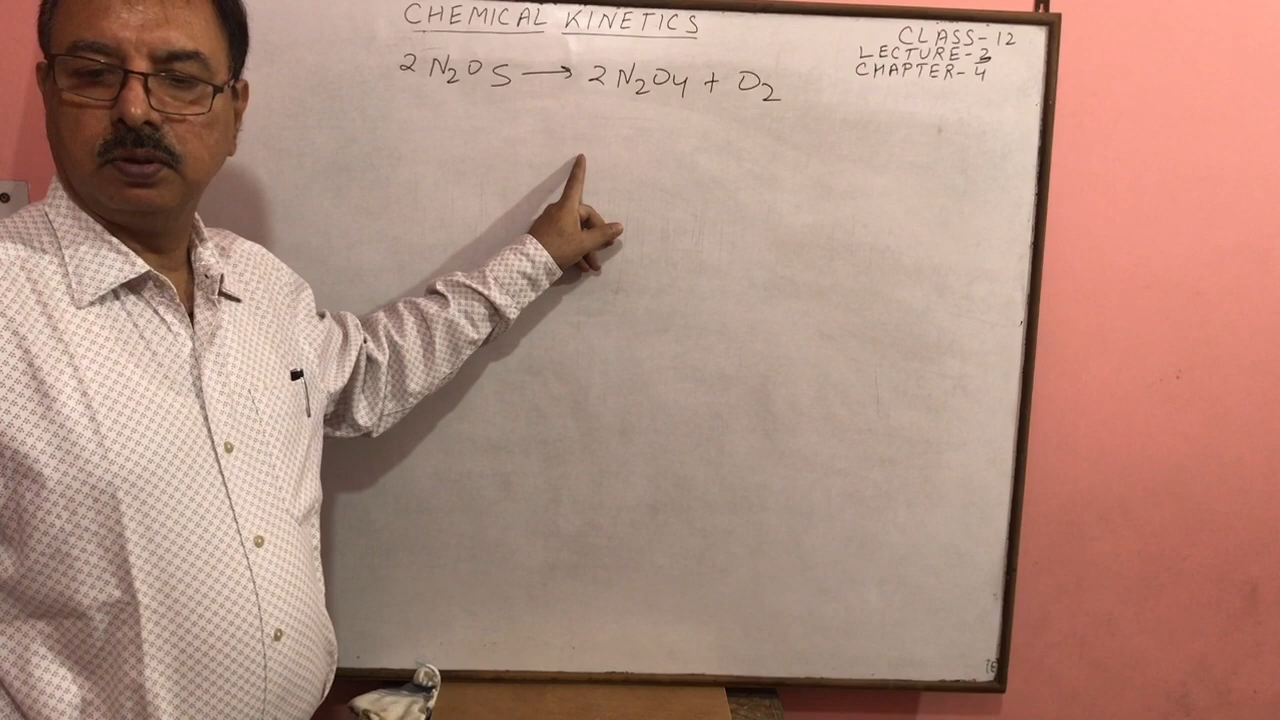 CHEMICAL KINETICS
CLASS-12
LECTURE-3
CHAPTER-4
2 N2O5 → 2 N2O4 + O2